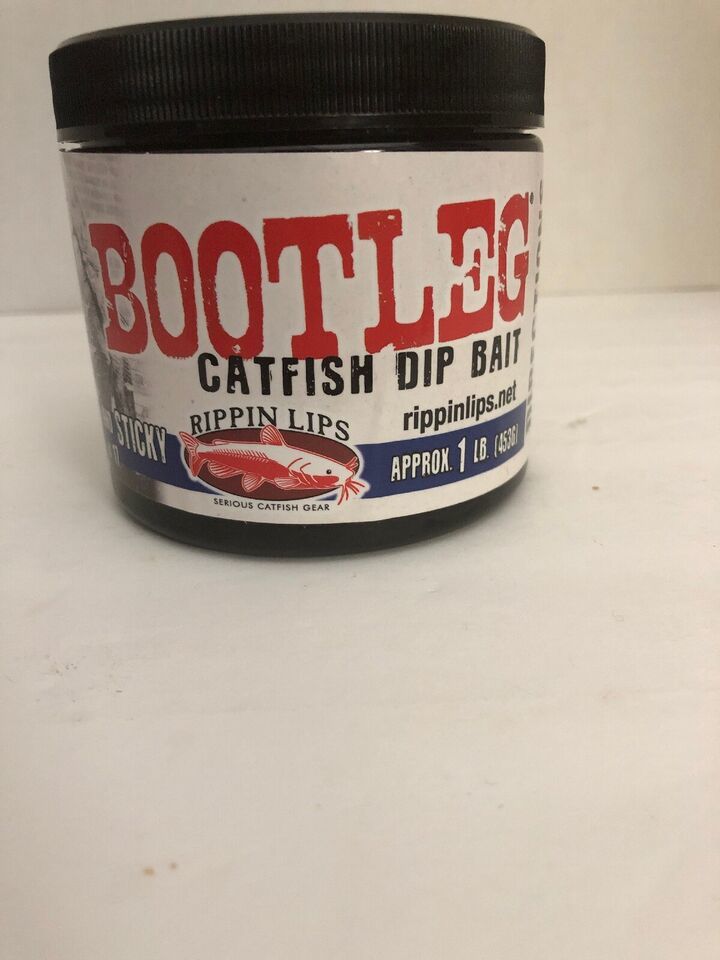 BOOTLEG
CATFISH DIP BAIT
rippinlips.net
STICKY
RIPPIN LIPS
SERIOUS CATFISH GEAR
APPROX. 1 LB. (453G)